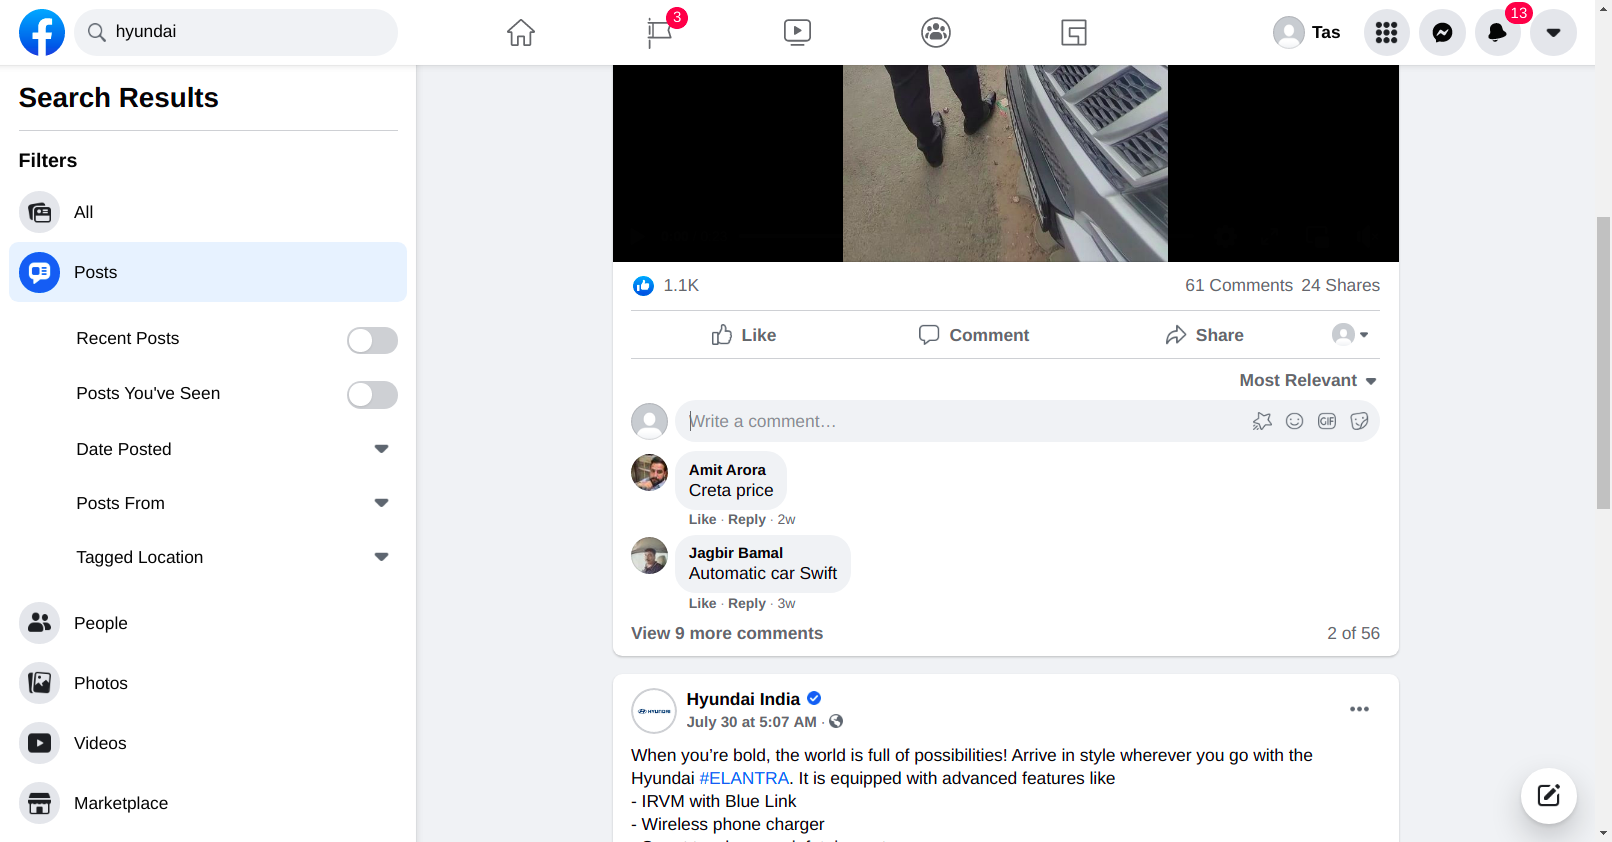 hyundai
3
Tas
13
Search Results
Filters
All
Posts
Recent Posts
Posts You've Seen
Date Posted
Posts From
Tagged Location
People
Photos
Videos
Marketplace
1.1K
61 Comments 24 Shares
Like
Comment
Share
Most Relevant
Write a comment…
GIF
Amit Arora
Creta price
Like · Reply · 2w
Jagbir Bamal
Automatic car Swift
Like · Reply · 3w
View 9 more comments
2 of 56
HYUNDAI
Hyundai India
July 30 at 5:07 AM ·
When you’re bold, the world is full of possibilities! Arrive in style wherever you go with the
Hyundai #ELANTRA. It is equipped with advanced features like
- IRVM with Blue Link
- Wireless phone charger